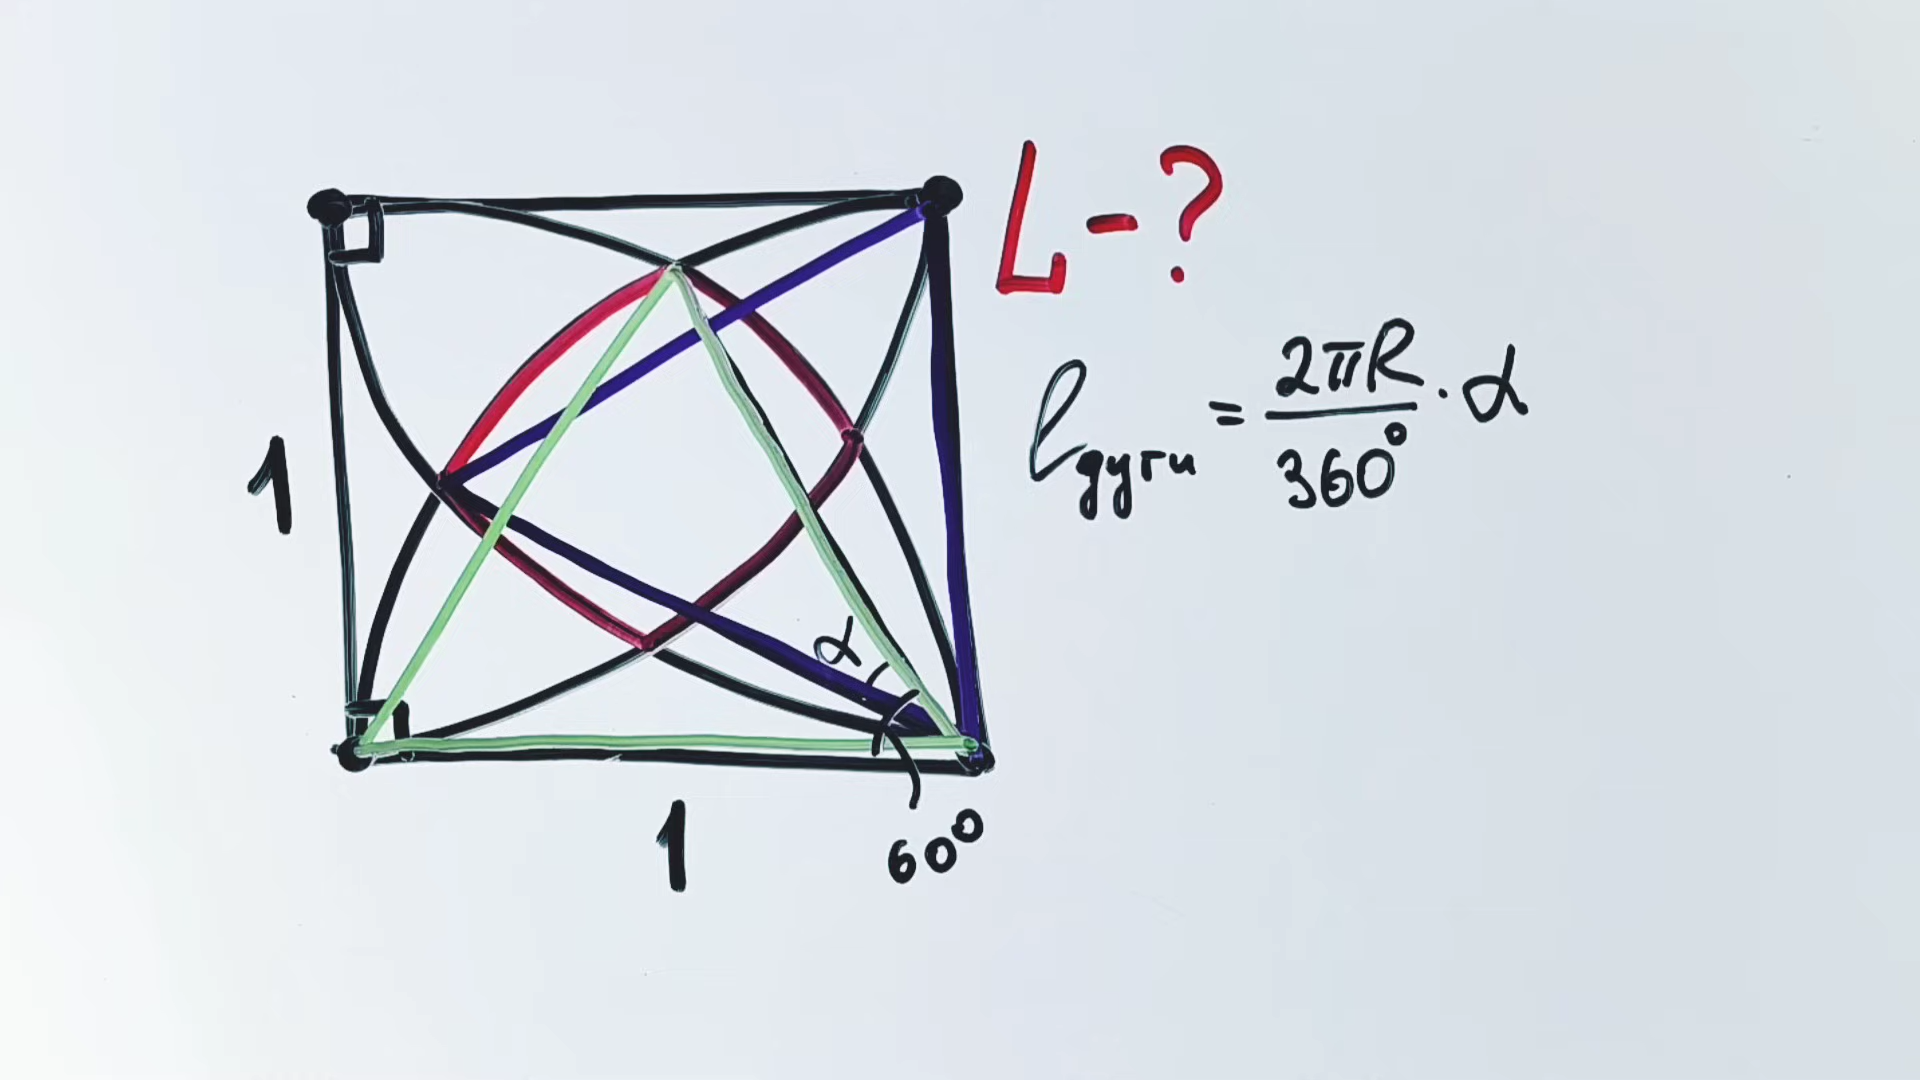 L-?
l дуги = 2πR / 360° · α
1
α
1
60°